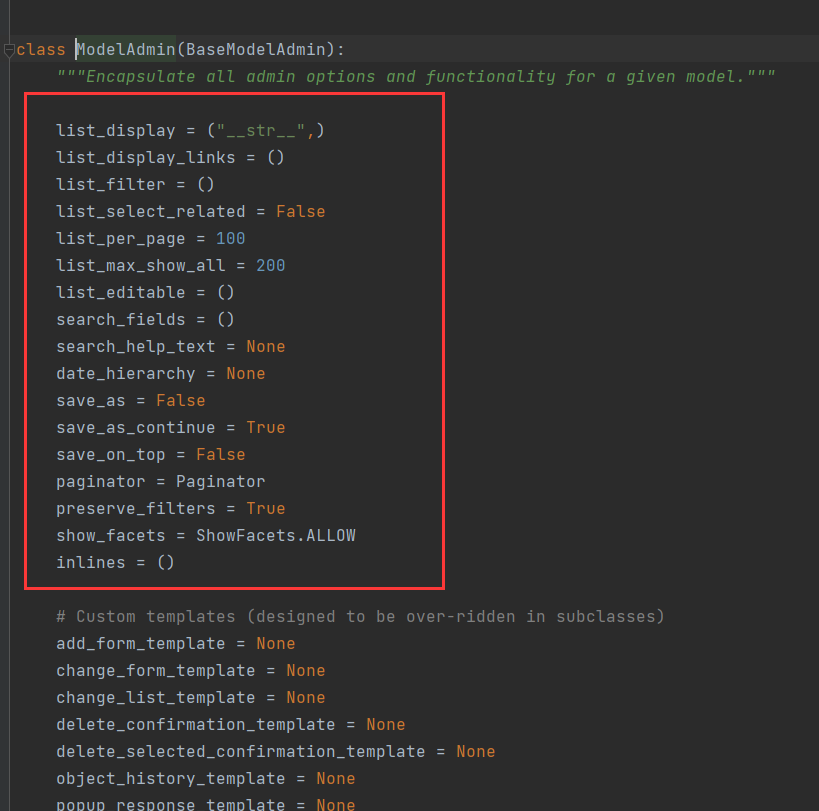 class ModelAdmin(BaseModelAdmin):
"""Encapsulate all admin options and functionality for a given model."""
list_display = ("__str__",)
list_display_links = ()
list_filter = ()
list_select_related = False
list_per_page = 100
list_max_show_all = 200
list_editable = ()
search_fields = ()
search_help_text = None
date_hierarchy = None
save_as = False
save_as_continue = True
save_on_top = False
paginator = Paginator
preserve_filters = True
show_facets = ShowFacets.ALLOW
inlines = ()
# Custom templates (designed to be over-ridden in subclasses)
add_form_template = None
change_form_template = None
change_list_template = None
delete_confirmation_template = None
delete_selected_confirmation_template = None
object_history_template = None
popup_response_template = None